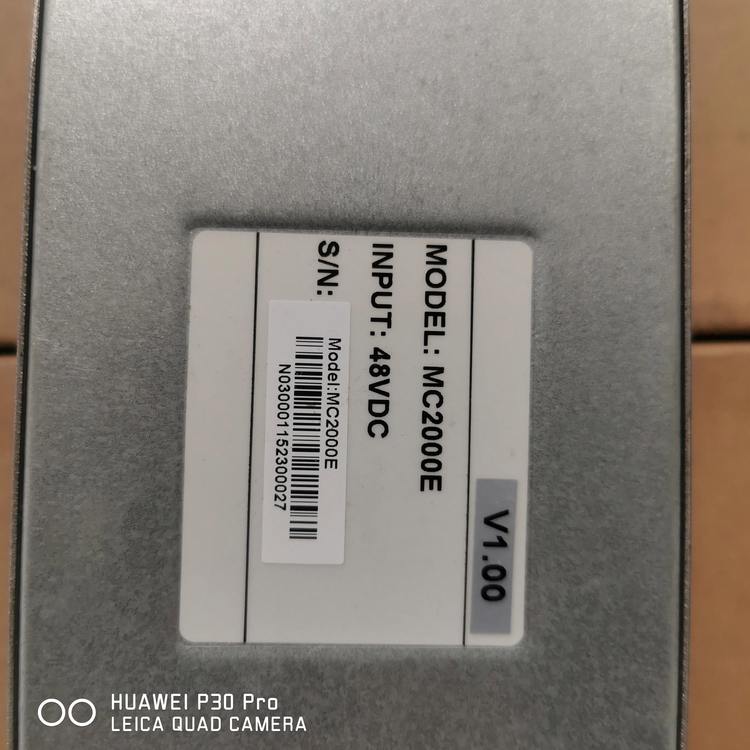 V1.00
MODEL: MC2000E
INPUT: 48VDC
S/N:
Model:MC2000E
N030001152300027
HUAWEI P30 Pro
LEICA QUAD CAMERA